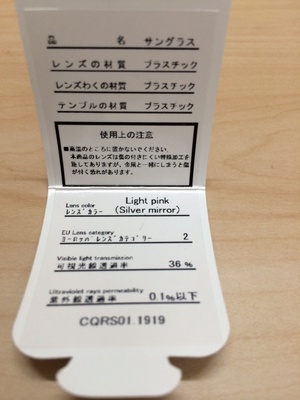 品 名 サングラス
レンズの材質 プラスチック
レンズわくの材質 プラスチック
テンプルの材質 プラスチック
使用上の注意
■高温のところに置かないでください。
本商品のレンズは傷の付きにくい特殊加工を
施してありますが、金属と一緒にしまうと傷
が付く恐れがあります。
Lens color Light pink
レンズカラー (Silver mirror)
EU Lens category
ヨーロッパレンズカテゴリー 2
Visible light transmission
可視光線透過率 36 %
Ultraviolet rays permeability
紫外線透過率 0.1%以下
CQRS01.1919